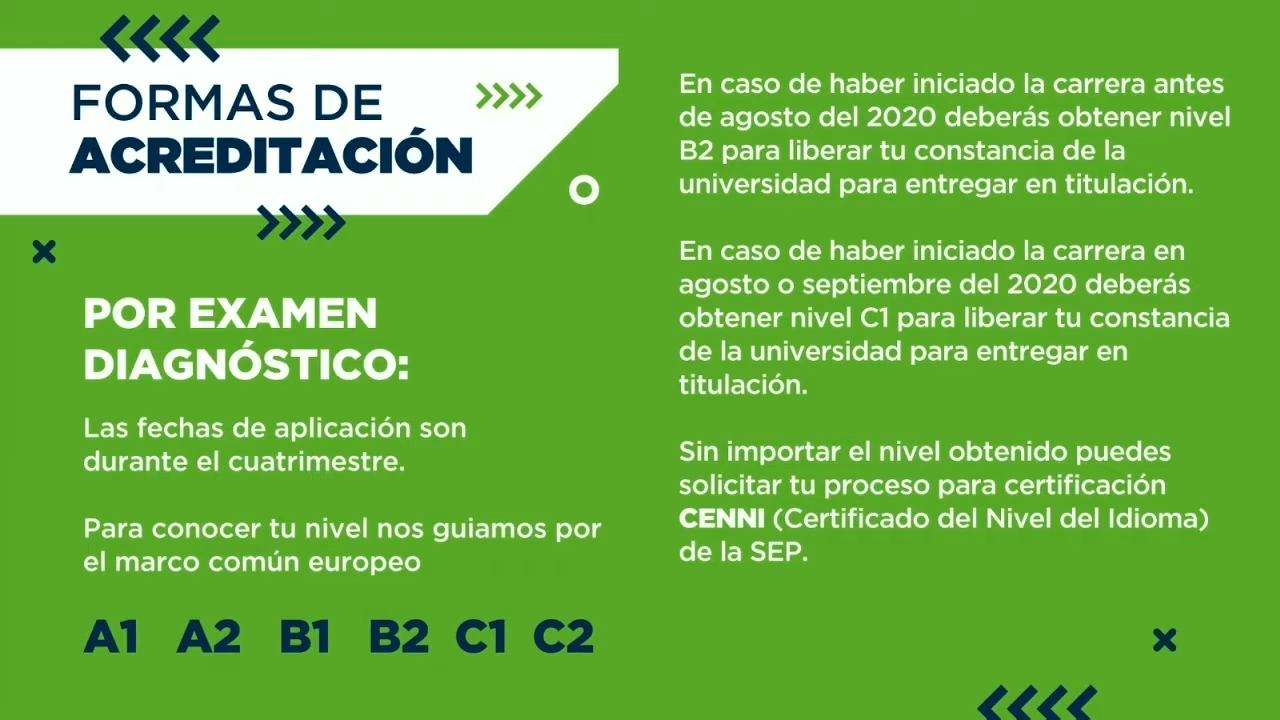 FORMAS DE
ACREDITACIÓN
POR EXAMEN
DIAGNÓSTICO:
Las fechas de aplicación son
durante el cuatrimestre.
Para conocer tu nivel nos guiamos por
el marco común europeo
A1 A2 B1 B2 C1 C2
En caso de haber iniciado la carrera antes
de agosto del 2020 deberás obtener nivel
B2 para liberar tu constancia de la
universidad para entregar en titulación.
En caso de haber iniciado la carrera en
agosto o septiembre del 2020 deberás
obtener nivel C1 para liberar tu constancia
de la universidad para entregar en
titulación.
Sin importar el nivel obtenido puedes
solicitar tu proceso para certificación
CENNI (Certificado del Nivel del Idioma)
de la SEP.